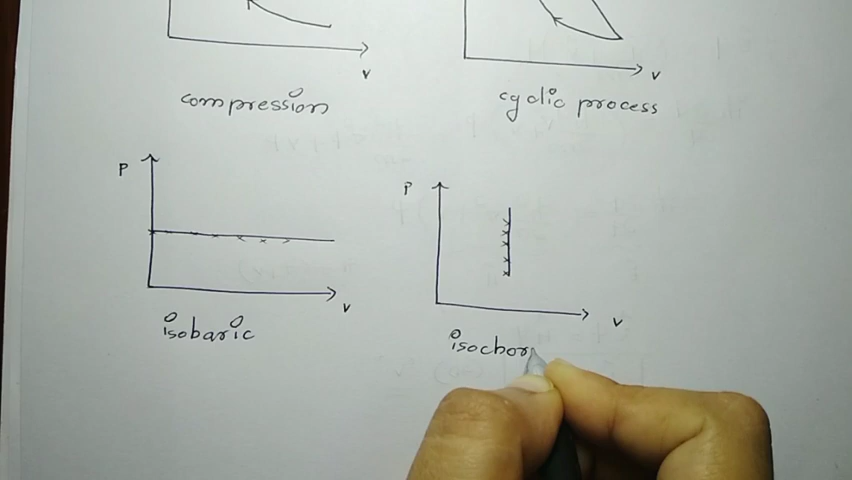 V
V
compression
cyclic process
P
V
isobaric
P
V
isochor